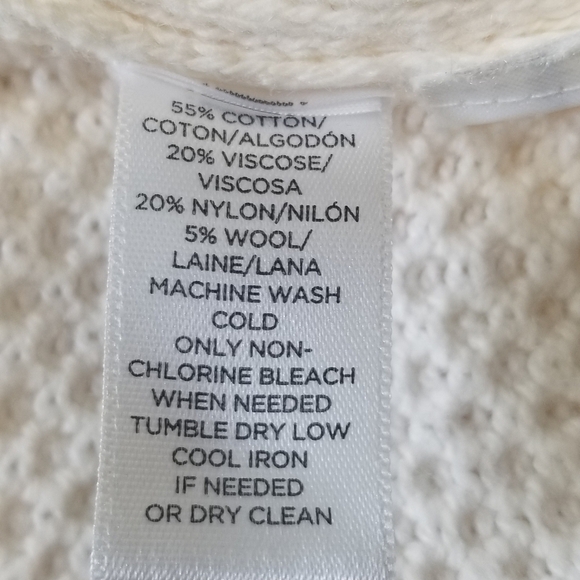 55% COTTON/
COTON/ALGODÓN
20% VISCOSE/
VISCOSA
20% NYLON/NILÓN
5% WOOL/
LAINE/LANA
MACHINE WASH
COLD
ONLY NON-
CHLORINE BLEACH
WHEN NEEDED
TUMBLE DRY LOW
COOL IRON
IF NEEDED
OR DRY CLEAN